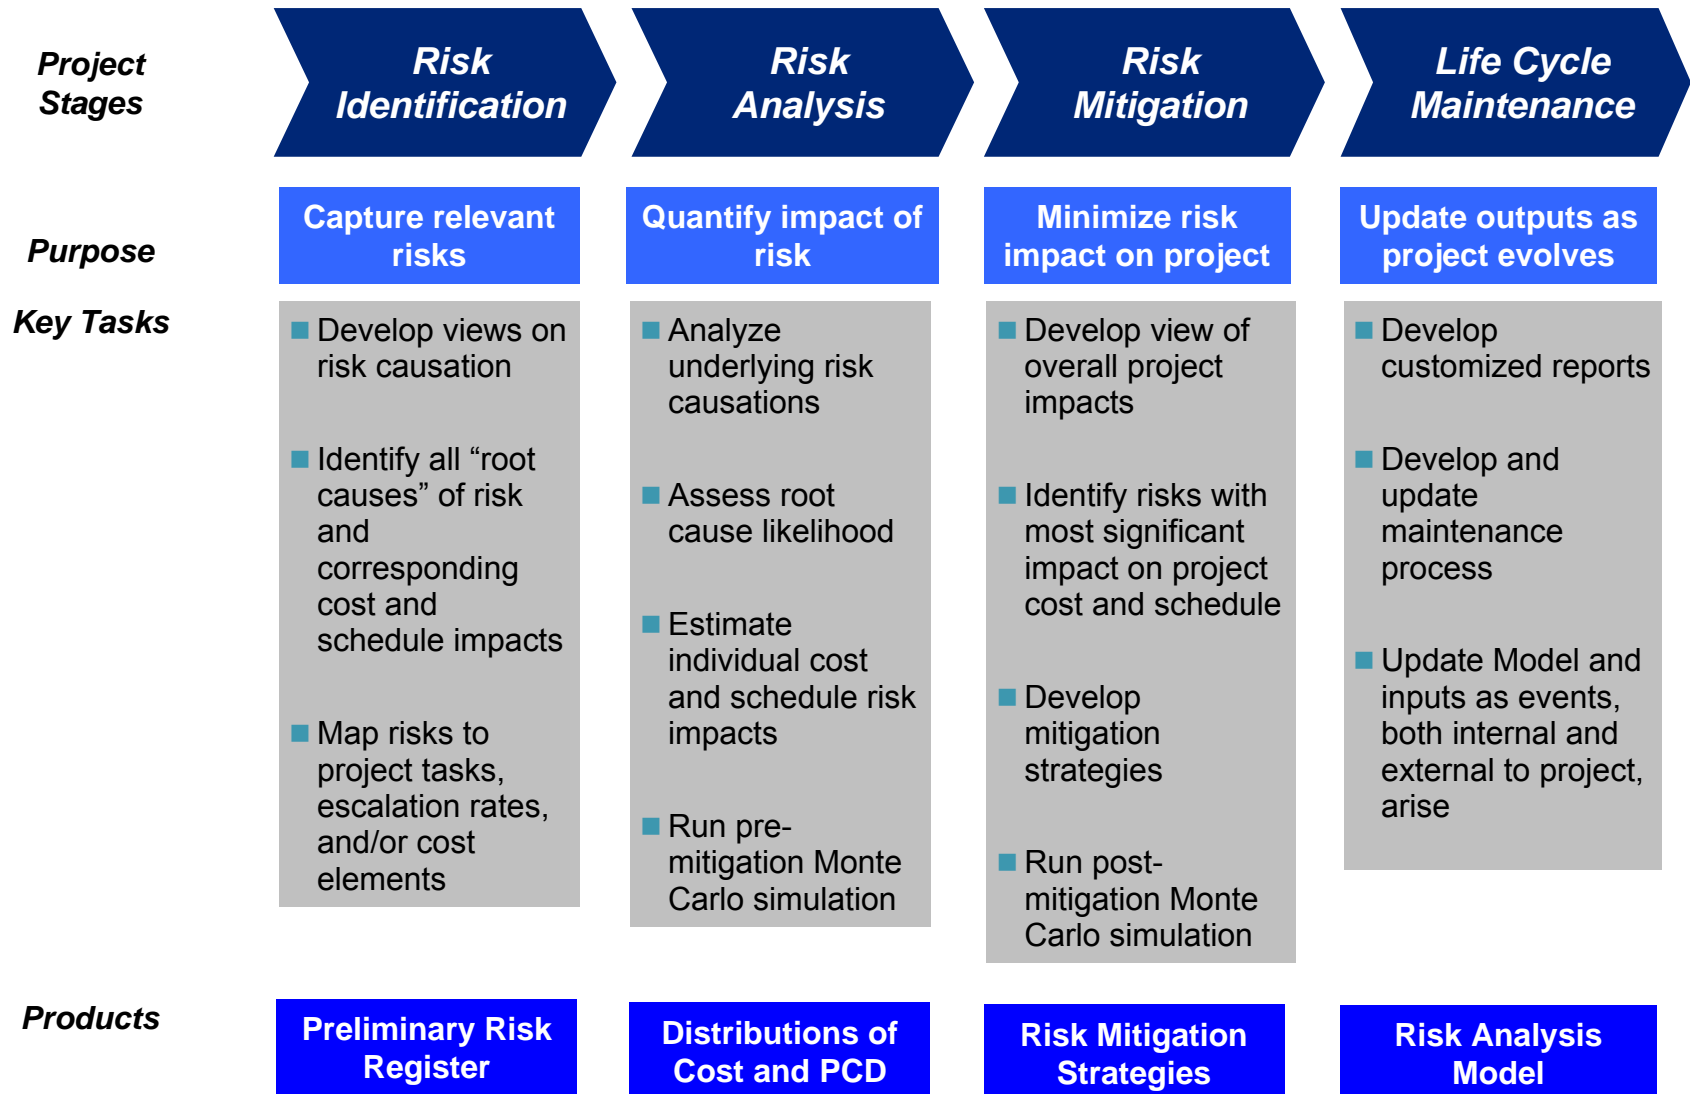 Project
Stages
Risk
Identification
Risk
Analysis
Risk
Mitigation
Life Cycle
Maintenance
Purpose
Capture relevant
risks
Quantify impact of
risk
Minimize risk
impact on project
Update outputs as
project evolves
Key Tasks
Develop views on
risk causation
Identify all “root
causes” of risk
and
corresponding
cost and
schedule impacts
Map risks to
project tasks,
escalation rates,
and/or cost
elements
Analyze
underlying risk
causations
Assess root
cause likelihood
Estimate
individual cost
and schedule risk
impacts
Run pre-
mitigation Monte
Carlo simulation
Develop view of
overall project
impacts
Identify risks with
most significant
impact on project
cost and schedule
Develop
mitigation
strategies
Run post-
mitigation Monte
Carlo simulation
Develop
customized reports
Develop and
update
maintenance
process
Update Model and
inputs as events,
both internal and
external to project,
arise
Products
Preliminary Risk
Register
Distributions of
Cost and PCD
Risk Mitigation
Strategies
Risk Analysis
Model